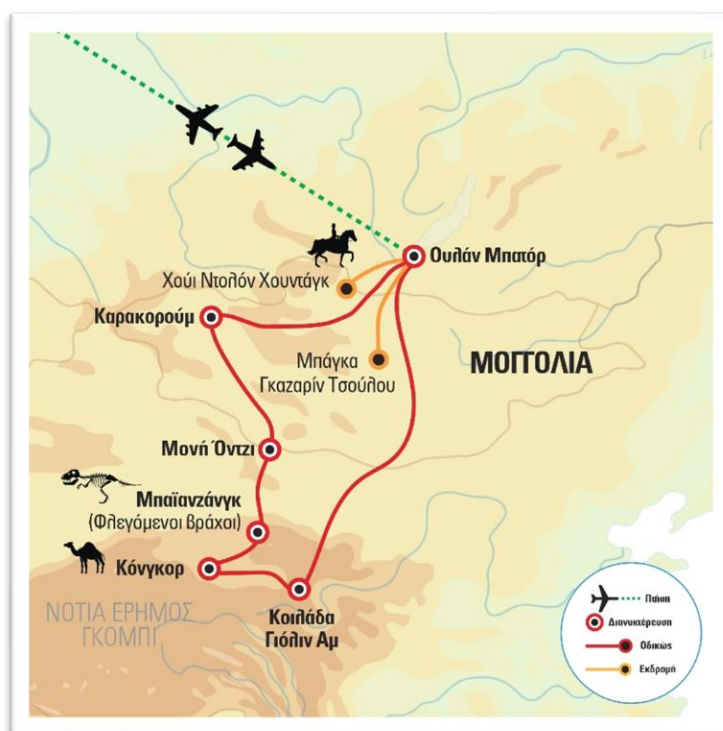 Ουλάν Μπατόρ
Χούι Ντολόν Χουντάγκ
Καρακορούμ
Μπάγκα
Γκαζαρίν Τσούλου
ΜΟΓΓΟΛΙΑ
Μονή Όντζι
Μπαϊανζάνγκ
(Φλεγόμενοι βράχοι)
Κόνγκορ
Κοιλάδα
Γιόλιν Αμ
ΝΟΤΙΑ ΕΡΗΜΟΣ
ΓΚΟΜΠΙ
Πτήση
Διανυκτέρευση
Οδικώς
Εκδρομή